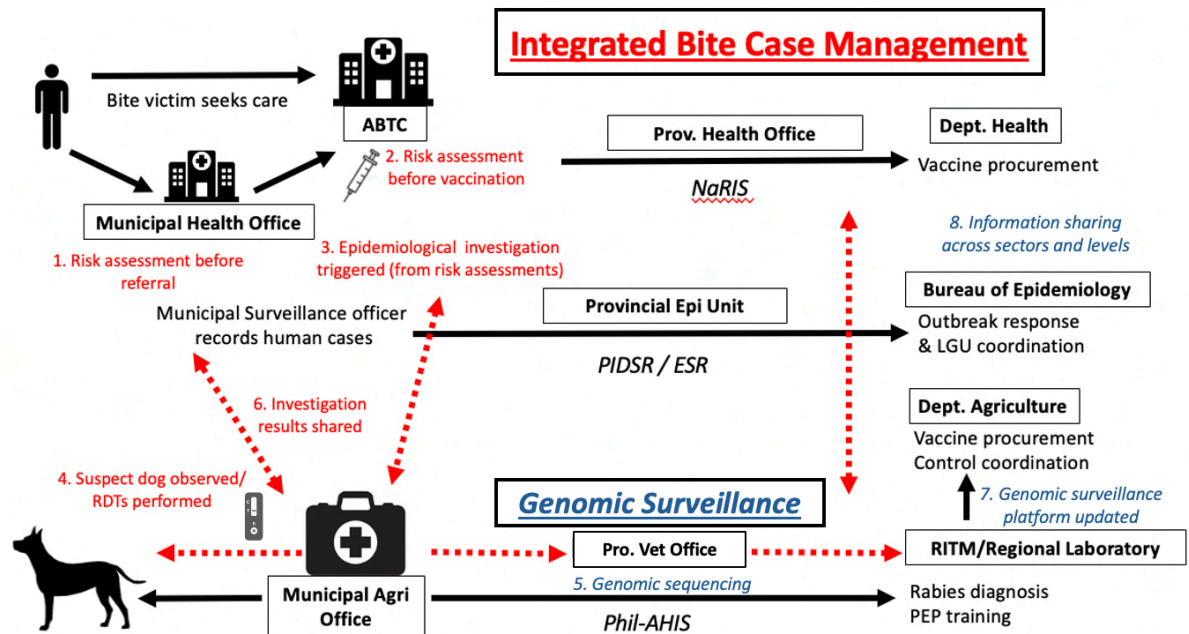 Integrated Bite Case Management
Bite victim seeks care
ABTC
Prov. Health Office
Dept. Health
2. Risk assessment
before vaccination
Vaccine procurement
NaRIS
Municipal Health Office
8. Information sharing
across sectors and levels
1. Risk assessment before
referral
3. Epidemiological investigation
triggered (from risk assessments)
Municipal Surveillance officer
records human cases
Provincial Epi Unit
Bureau of Epidemiology
Outbreak response
& LGU coordination
PIDSR / ESR
6. Investigation
results shared
Dept. Agriculture
Vaccine procurement
Control coordination
4. Suspect dog observed/
RDTs performed
C
T
Genomic Surveillance
7. Genomic surveillance
platform updated
Pro. Vet Office
RITM/Regional Laboratory
5. Genomic sequencing
Municipal Agri
Office
Phil-AHIS
Rabies diagnosis
PEP training